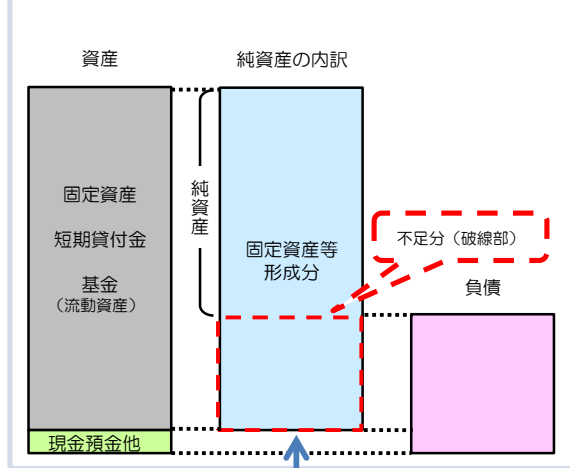 資産
純資産の内訳
固定資産
短期貸付金
基金
（流動資産）
現金預金他
純資産
固定資産等
形成分
不足分（破線部）
負債